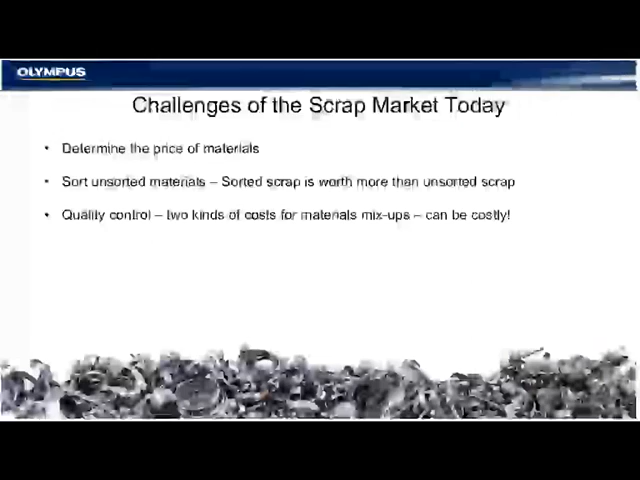 OLYMPUS
Challenges of the Scrap Market Today
• Determine the price of materials
• Sort unsorted materials – Sorted scrap is worth more than unsorted scrap
• Quality control – two kinds of costs for materials mix-ups – can be costly!